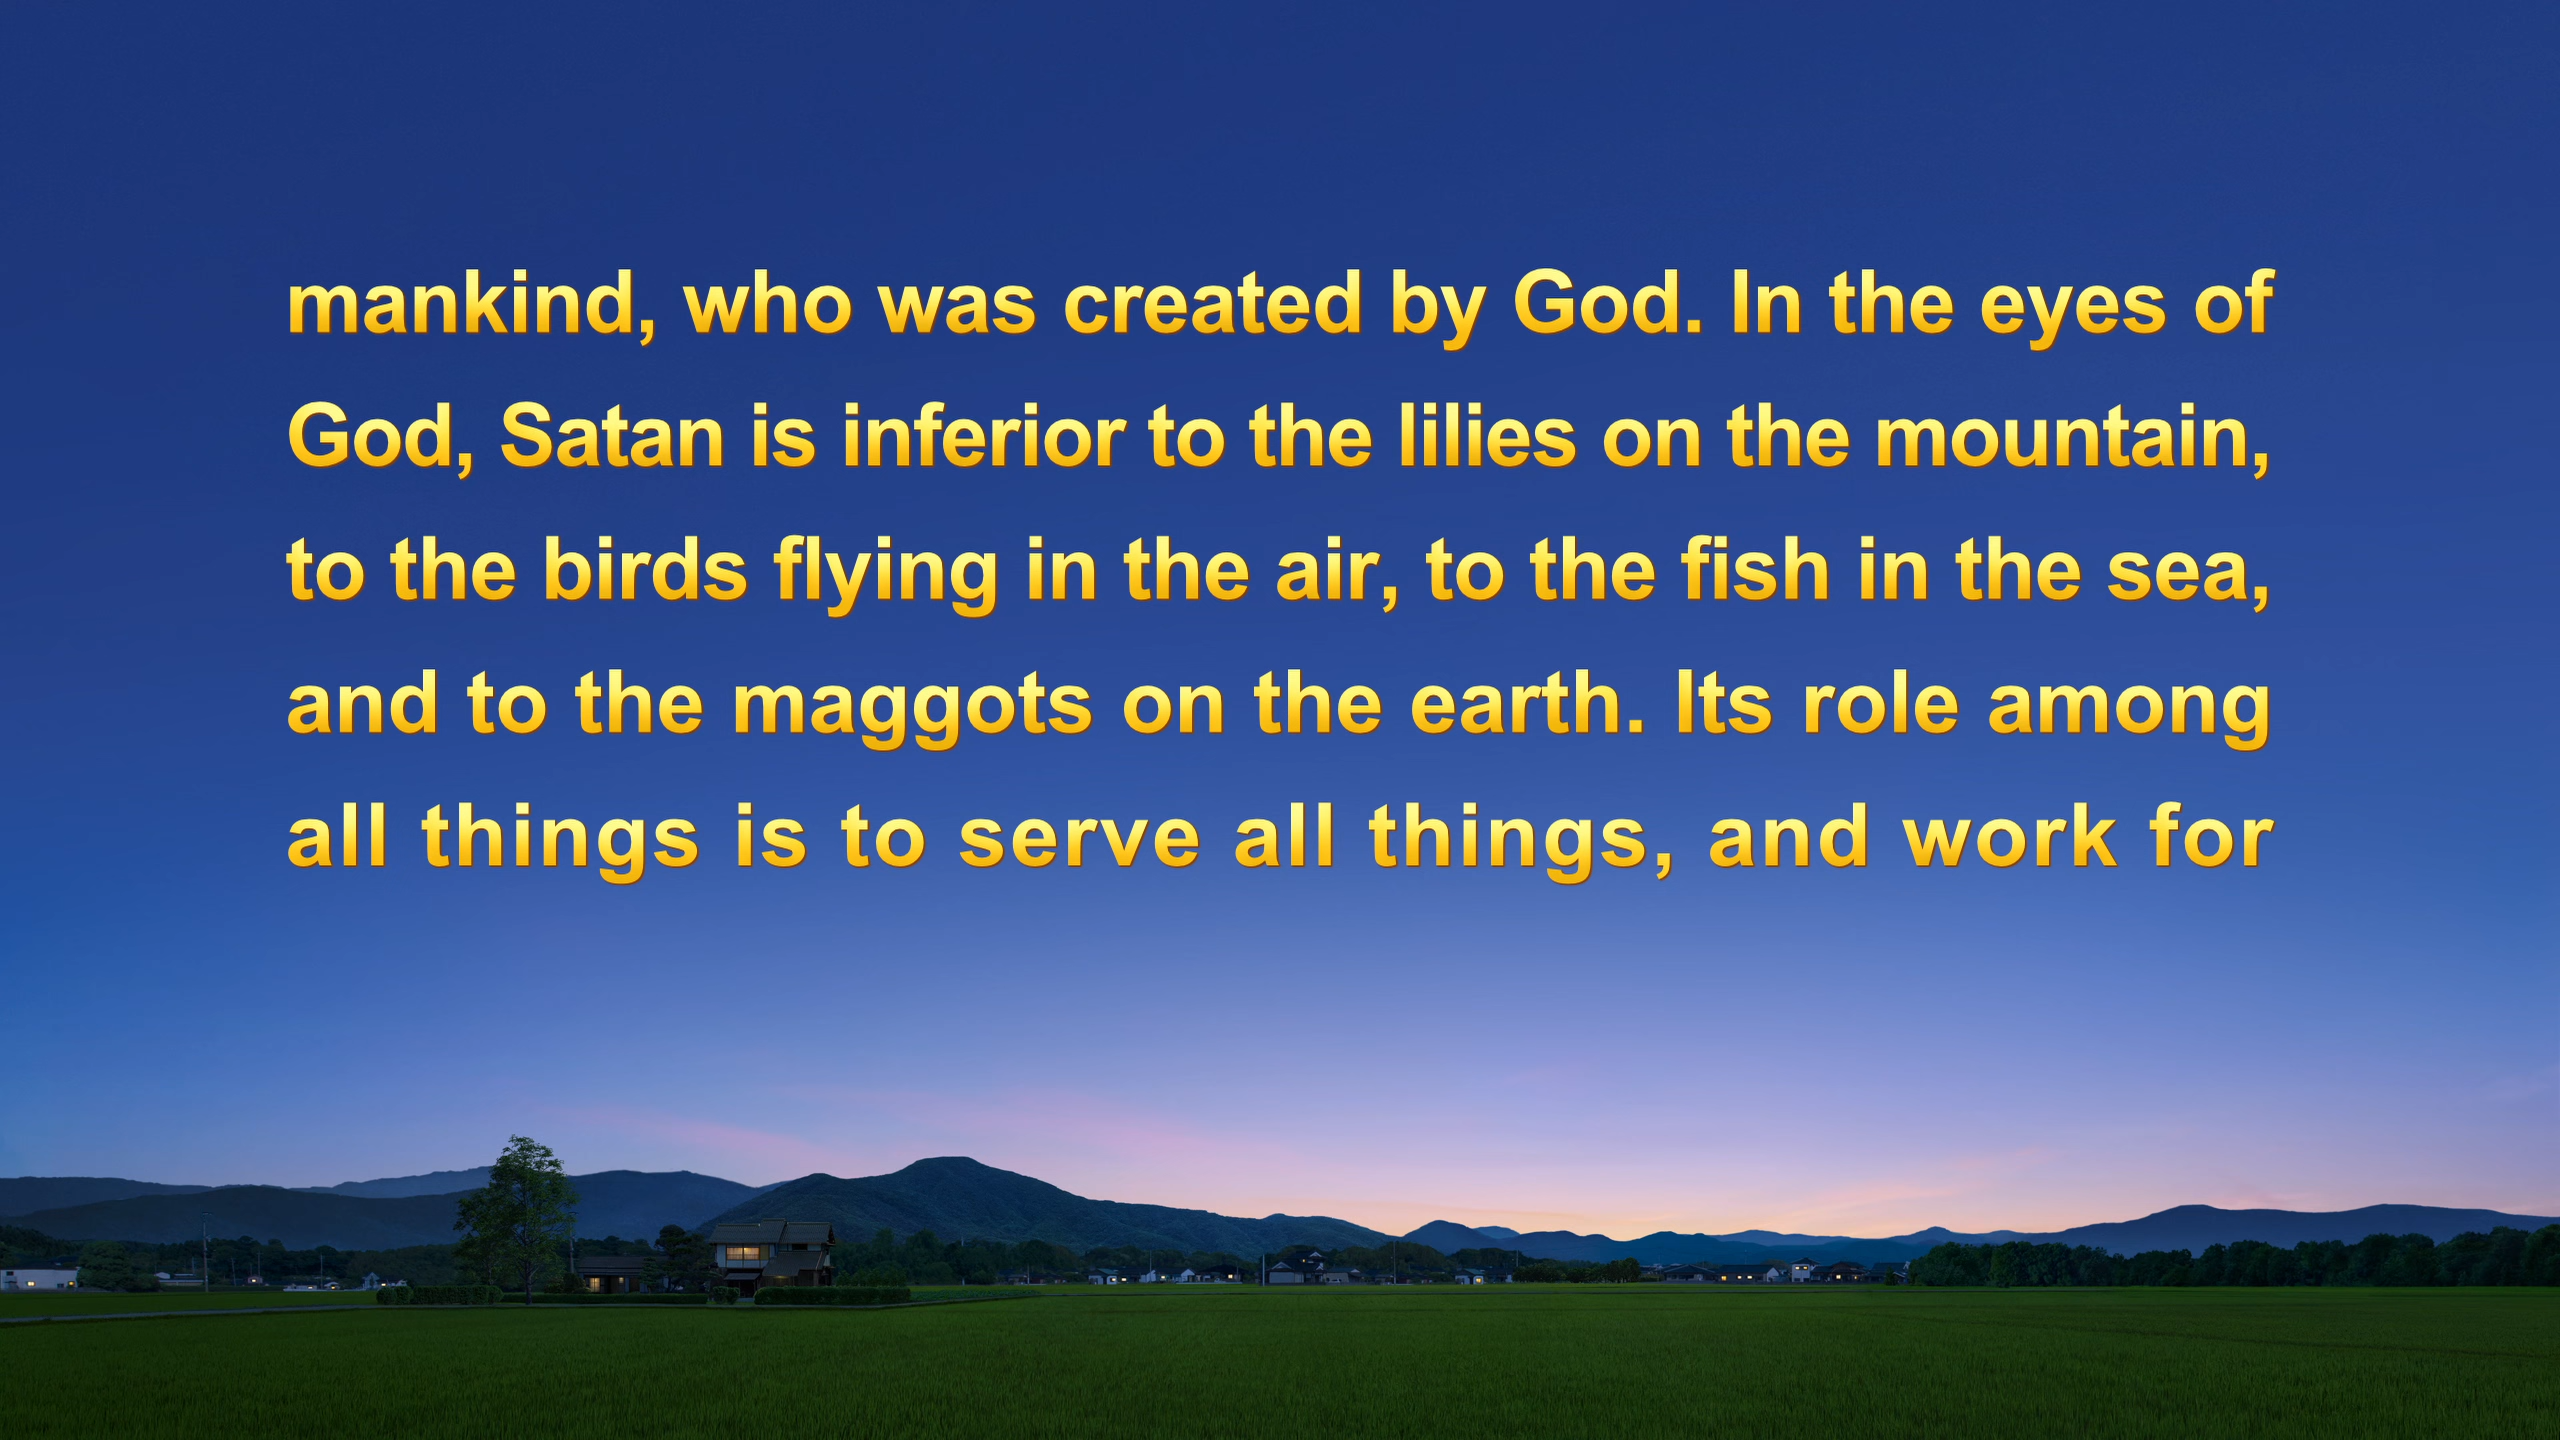 mankind, who was created by God. In the eyes of
God, Satan is inferior to the lilies on the mountain,
to the birds flying in the air, to the fish in the sea,
and to the maggots on the earth. Its role among
all things is to serve all things, and work for